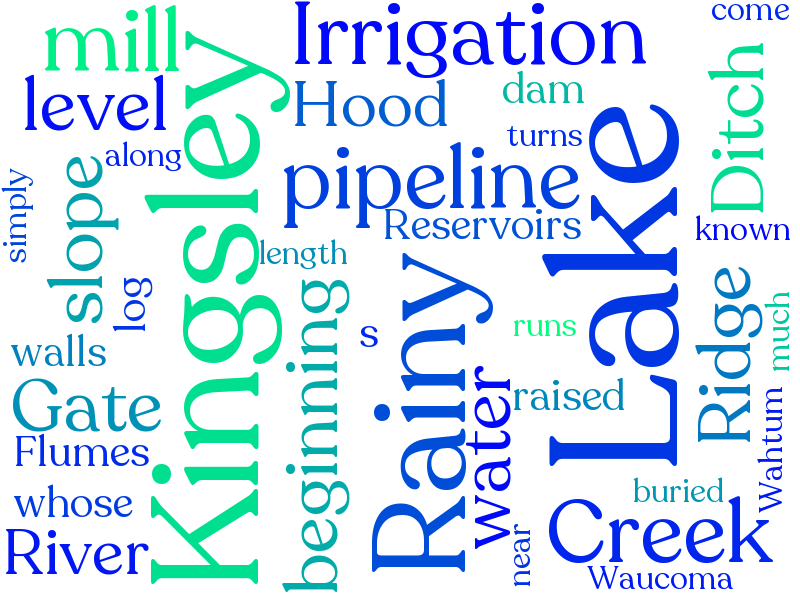 come
mill
Irrigation
level
Hood
dam
Ditch
turns
along
Kingsley
Lake
pipeline
simply
slope
Reservoirs
known
length
log
beginning
Rainy
s
runs
Ridge
much
walls
Gate
water
raised
Flumes
Wahtum
whose
buried
River
near
Creek
Waucoma